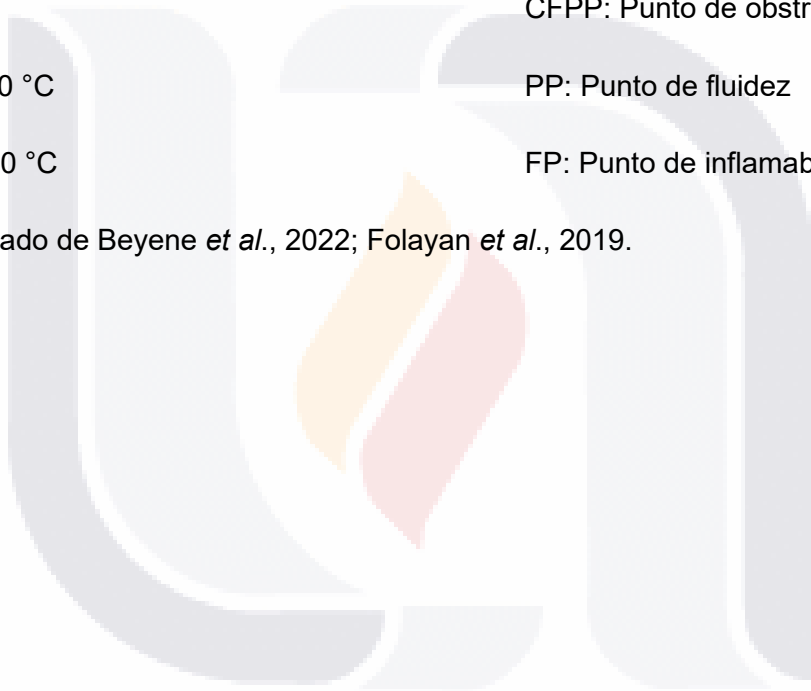 CFPP: Punto de obstr
0 °C PP: Punto de fluidez
0 °C FP: Punto de inflamab
ado de Beyene et al., 2022; Folayan et al., 2019.